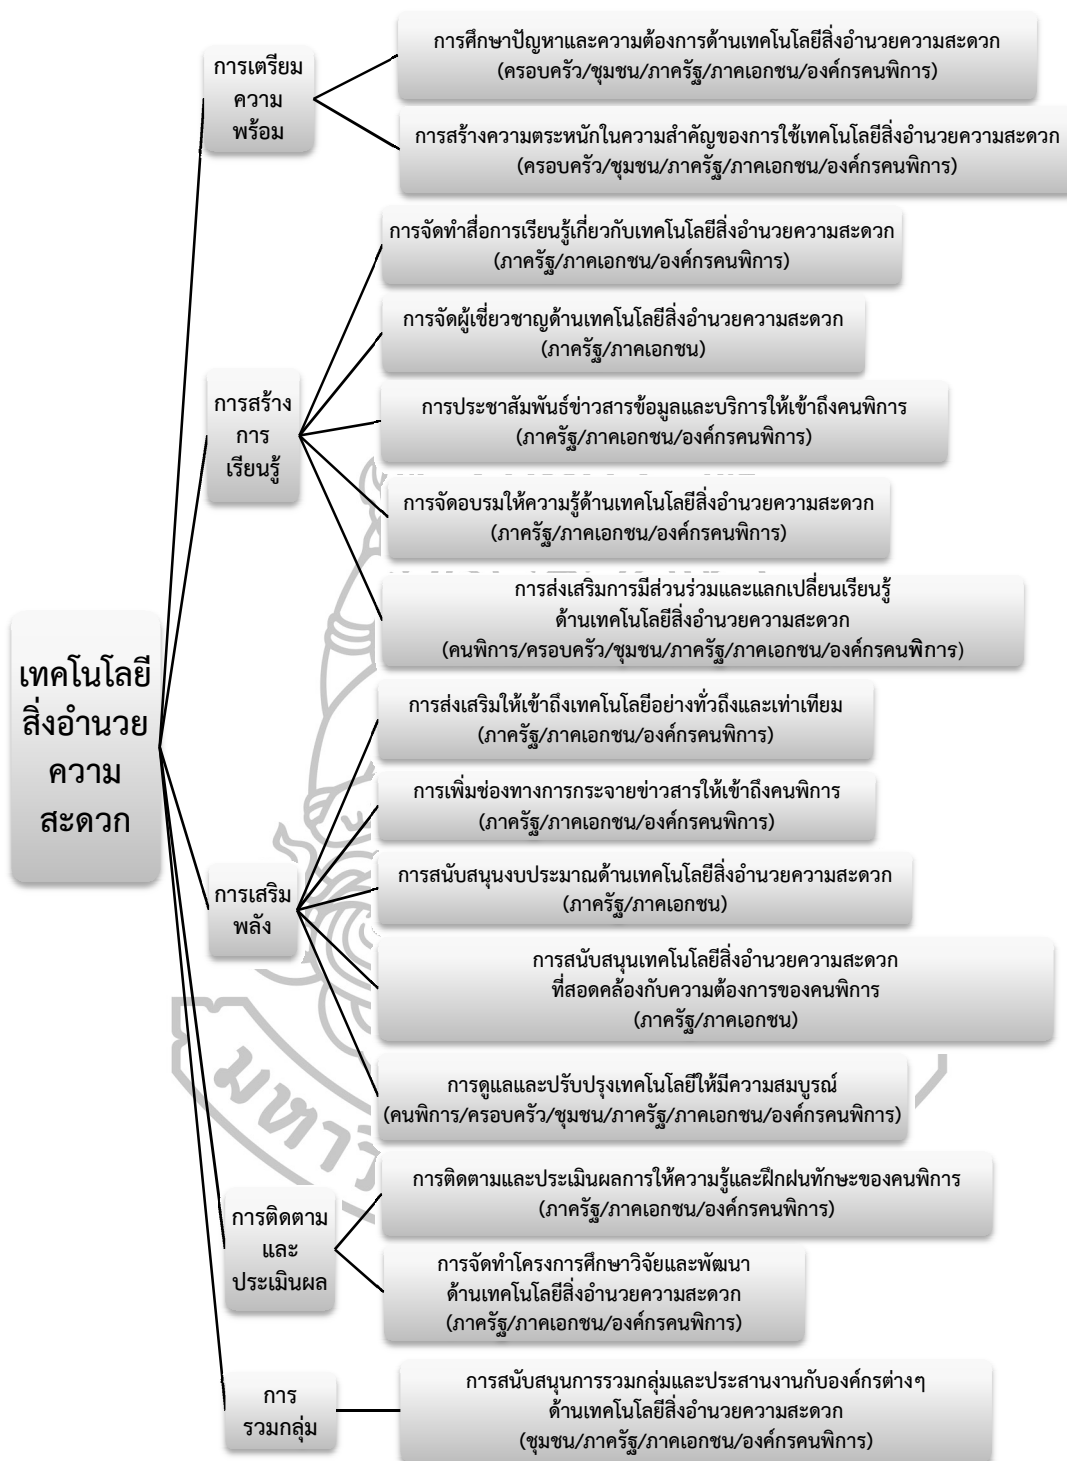 เทคโนโลยี
สิ่งอำนวย
ความ
สะดวก
การเตรียม
ความ
พร้อม
การศึกษาปัญหาและความต้องการด้านเทคโนโลยีสิ่งอำนวยความสะดวก
(ครอบครัว/ชุมชน/ภาครัฐ/ภาคเอกชน/องค์กรคนพิการ)
การสร้างความตระหนักในความสำคัญของการใช้เทคโนโลยีสิ่งอำนวยความสะดวก
(ครอบครัว/ชุมชน/ภาครัฐ/ภาคเอกชน/องค์กรคนพิการ)
การสร้าง
การ
เรียนรู้
การจัดทำสื่อการเรียนรู้เกี่ยวกับเทคโนโลยีสิ่งอำนวยความสะดวก
(ภาครัฐ/ภาคเอกชน/องค์กรคนพิการ)
การจัดผู้เชี่ยวชาญด้านเทคโนโลยีสิ่งอำนวยความสะดวก
(ภาครัฐ/ภาคเอกชน)
การประชาสัมพันธ์ข่าวสารข้อมูลและบริการให้เข้าถึงคนพิการ
(ภาครัฐ/ภาคเอกชน/องค์กรคนพิการ)
การจัดอบรมให้ความรู้ด้านเทคโนโลยีสิ่งอำนวยความสะดวก
(ภาครัฐ/ภาคเอกชน/องค์กรคนพิการ)
การส่งเสริมการมีส่วนร่วมและแลกเปลี่ยนเรียนรู้
ด้านเทคโนโลยีสิ่งอำนวยความสะดวก
(คนพิการ/ครอบครัว/ชุมชน/ภาครัฐ/ภาคเอกชน/องค์กรคนพิการ)
การเสริม
พลัง
การส่งเสริมให้เข้าถึงเทคโนโลยีอย่างทั่วถึงและเท่าเทียม
(ภาครัฐ/ภาคเอกชน/องค์กรคนพิการ)
การเพิ่มช่องทางการกระจายข่าวสารให้เข้าถึงคนพิการ
(ภาครัฐ/ภาคเอกชน/องค์กรคนพิการ)
การสนับสนุนงบประมาณด้านเทคโนโลยีสิ่งอำนวยความสะดวก
(ภาครัฐ/ภาคเอกชน)
การสนับสนุนเทคโนโลยีสิ่งอำนวยความสะดวก
ที่สอดคล้องกับความต้องการของคนพิการ
(ภาครัฐ/ภาคเอกชน)
การดูแลและปรับปรุงเทคโนโลยีให้มีความสมบูรณ์
(คนพิการ/ครอบครัว/ชุมชน/ภาครัฐ/ภาคเอกชน/องค์กรคนพิการ)
การติดตาม
และ
ประเมินผล
การติดตามและประเมินผลการให้ความรู้และฝึกฝนทักษะของคนพิการ
(ภาครัฐ/ภาคเอกชน/องค์กรคนพิการ)
การจัดทำโครงการศึกษาวิจัยและพัฒนา
ด้านเทคโนโลยีสิ่งอำนวยความสะดวก
(ภาครัฐ/ภาคเอกชน/องค์กรคนพิการ)
การ
รวมกลุ่ม
การสนับสนุนการรวมกลุ่มและประสานงานกับองค์กรต่างๆ
ด้านเทคโนโลยีสิ่งอำนวยความสะดวก
(ชุมชน/ภาครัฐ/ภาคเอกชน/องค์กรคนพิการ)